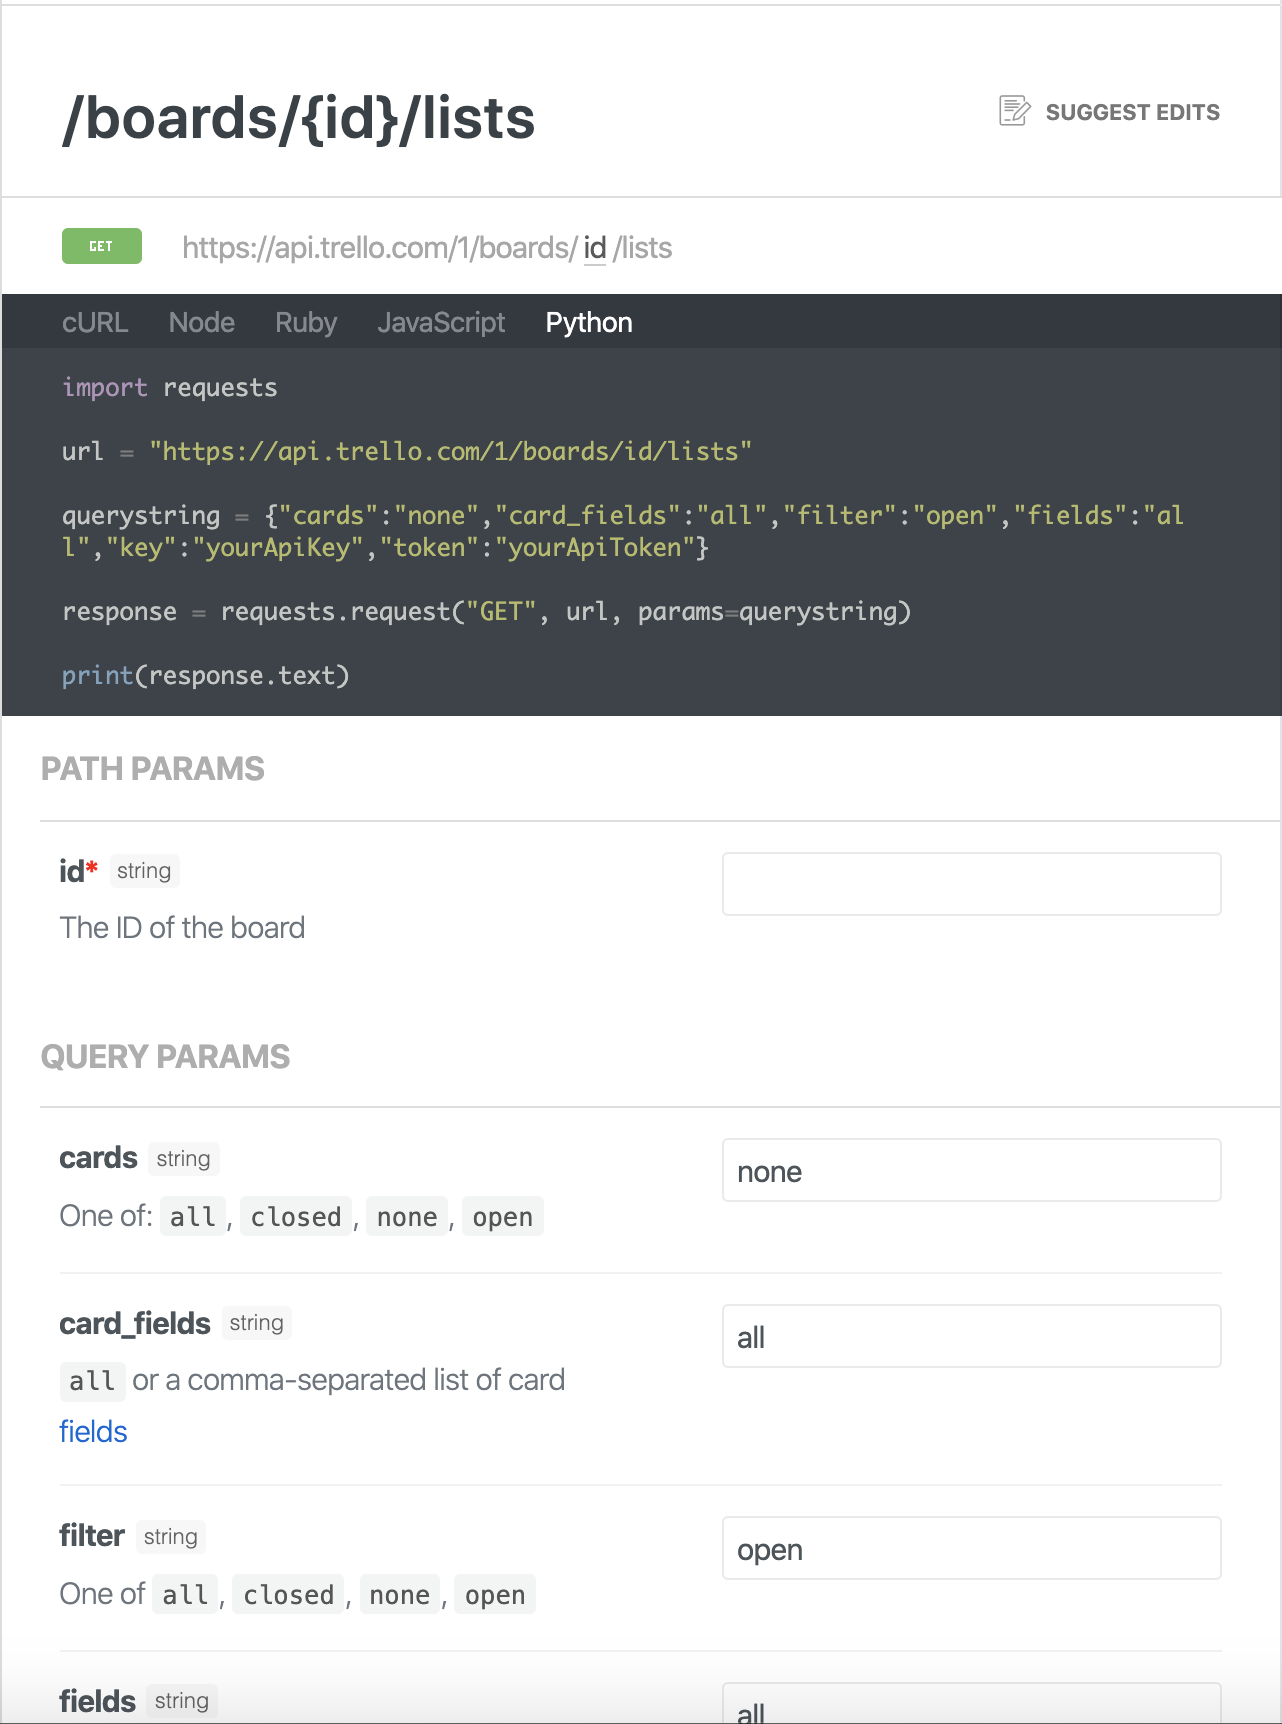 /boards/{id}/lists
SUGGEST EDITS
GET https://api.trello.com/1/boards/ id /lists
cURL Node Ruby JavaScript Python
import requests
url = "https://api.trello.com/1/boards/id/lists"
querystring = {"cards":"none","card_fields":"all","filter":"open","fields":"al
l","key":"yourApiKey","token":"yourApiToken"}
response = requests.request("GET", url, params=querystring)
print(response.text)
PATH PARAMS
id* string
The ID of the board
QUERY PARAMS
cards string
none
One of: all , closed , none , open
card_fields string
all
all or a comma-separated list of card
fields
filter string
open
One of all , closed , none , open
fields string
all